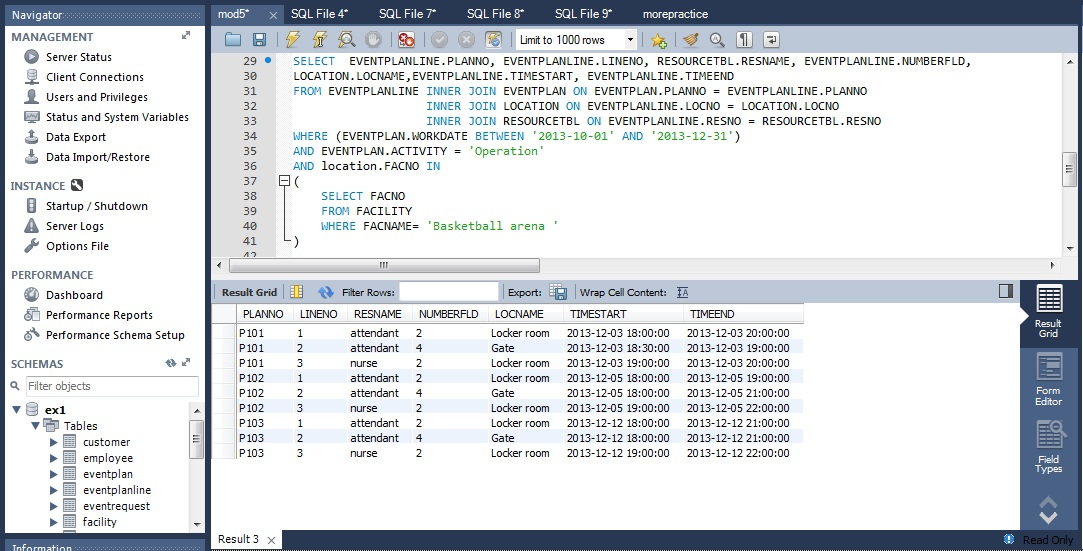 Navigator
MANAGEMENT
Server Status
Client Connections
Users and Privileges
Status and System Variables
Data Export
Data Import/Restore
INSTANCE
Startup / Shutdown
Server Logs
Options File
PERFORMANCE
Dashboard
Performance Reports
Performance Schema Setup
SCHEMAS
Filter objects
ex1
Tables
customer
employee
eventplan
eventplanline
eventrequest
facility
Information
mod5* SQL File 4* SQL File 7* SQL File 8* SQL File 9* morepractice
Limit to 1000 rows
29 SELECT EVENTPLANLINE.PLANNO, EVENTPLANLINE.LINENO, RESOURCETBL.RESNAME, EVENTPLANLINE.NUMBERFLD,
30 LOCATION.LOCNAME,EVENTPLANLINE.TIMESTART, EVENTPLANLINE.TIMEEND
31 FROM EVENTPLANLINE INNER JOIN EVENTPLAN ON EVENTPLAN.PLANNO = EVENTPLANLINE.PLANNO
32 INNER JOIN LOCATION ON EVENTPLANLINE.LOCNO = LOCATION.LOCNO
33 INNER JOIN RESOURCETBL ON EVENTPLANLINE.RESNO = RESOURCETBL.RESNO
34 WHERE (EVENTPLAN.WORKDATE BETWEEN '2013-10-01' AND '2013-12-31')
35 AND EVENTPLAN.ACTIVITY = 'Operation'
36 AND location.FACNO IN
37 (
38 SELECT FACNO
39 FROM FACILITY
40 WHERE FACNAME= 'Basketball arena '
41 )
42
Result Grid Filter Rows: Export: Wrap Cell Content:
PLANNO LINENO RESNAME NUMBERFLD LOCNAME TIMESTART TIMEEND
P101 1 attendant 2 Locker room 2013-12-03 18:00:00 2013-12-03 20:00:00
P101 2 attendant 4 Gate 2013-12-03 18:30:00 2013-12-03 19:00:00
P101 3 nurse 2 Locker room 2013-12-03 19:00:00 2013-12-03 20:00:00
P102 1 attendant 2 Locker room 2013-12-05 18:00:00 2013-12-05 19:00:00
P102 2 attendant 4 Gate 2013-12-05 18:00:00 2013-12-05 21:00:00
P102 3 nurse 2 Locker room 2013-12-05 19:00:00 2013-12-05 22:00:00
P103 1 attendant 2 Locker room 2013-12-12 18:00:00 2013-12-12 21:00:00
P103 2 attendant 4 Gate 2013-12-12 18:00:00 2013-12-12 21:00:00
P103 3 nurse 2 Locker room 2013-12-12 19:00:00 2013-12-12 22:00:00
Result
Grid
Form
Editor
Field
Types
Result 3
Read Only